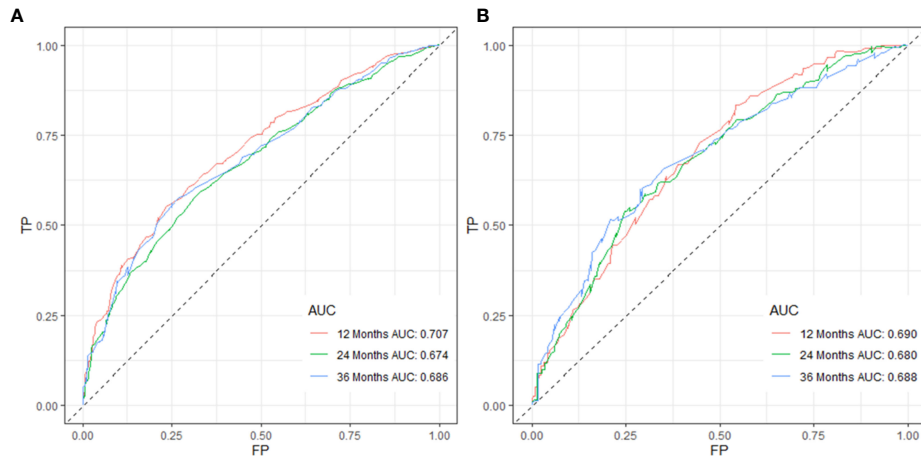 A
1.00
0.75
0.50
0.25
0.00
TP
AUC
12 Months AUC: 0.707
24 Months AUC: 0.674
36 Months AUC: 0.686
0.00 0.25 0.50 0.75 1.00
FP
B
1.00
0.75
0.50
0.25
0.00
TP
AUC
12 Months AUC: 0.690
24 Months AUC: 0.680
36 Months AUC: 0.688
0.00 0.25 0.50 0.75 1.00
FP